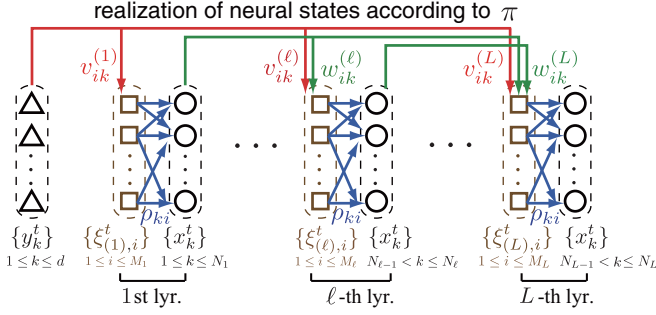 realization of neural states according to π
v_{ik}^{(1)} v_{ik}^{(ℓ)} w_{ik}^{(ℓ)} v_{ik}^{(L)} w_{ik}^{(L)}
... ...
p_{ki} p_{ki} p_{ki}
{y_k^t} {ξ_{(1),i}^t} {x_k^t} {ξ_{(ℓ),i}^t} {x_k^t} {ξ_{(L),i}^t} {x_k^t}
1≤k≤d 1≤i≤M_1 1≤k≤N_1 1≤i≤M_ℓ N_{ℓ−1}<k≤N_ℓ 1≤i≤M_L N_{L−1}<k≤N_L
1st lyr. ℓ-th lyr. L-th lyr.